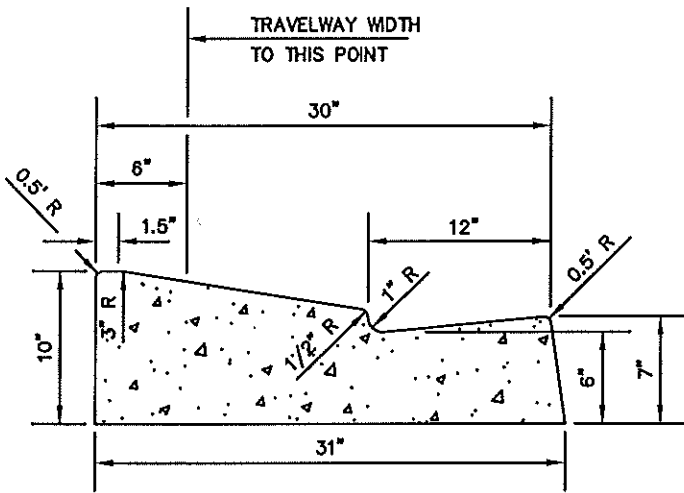 TRAVELWAY WIDTH
TO THIS POINT
30"
6"
0.5' R
1.5"
12"
0.5' R
1" R
3" R
10"
1/2" R
6"
7"
31"